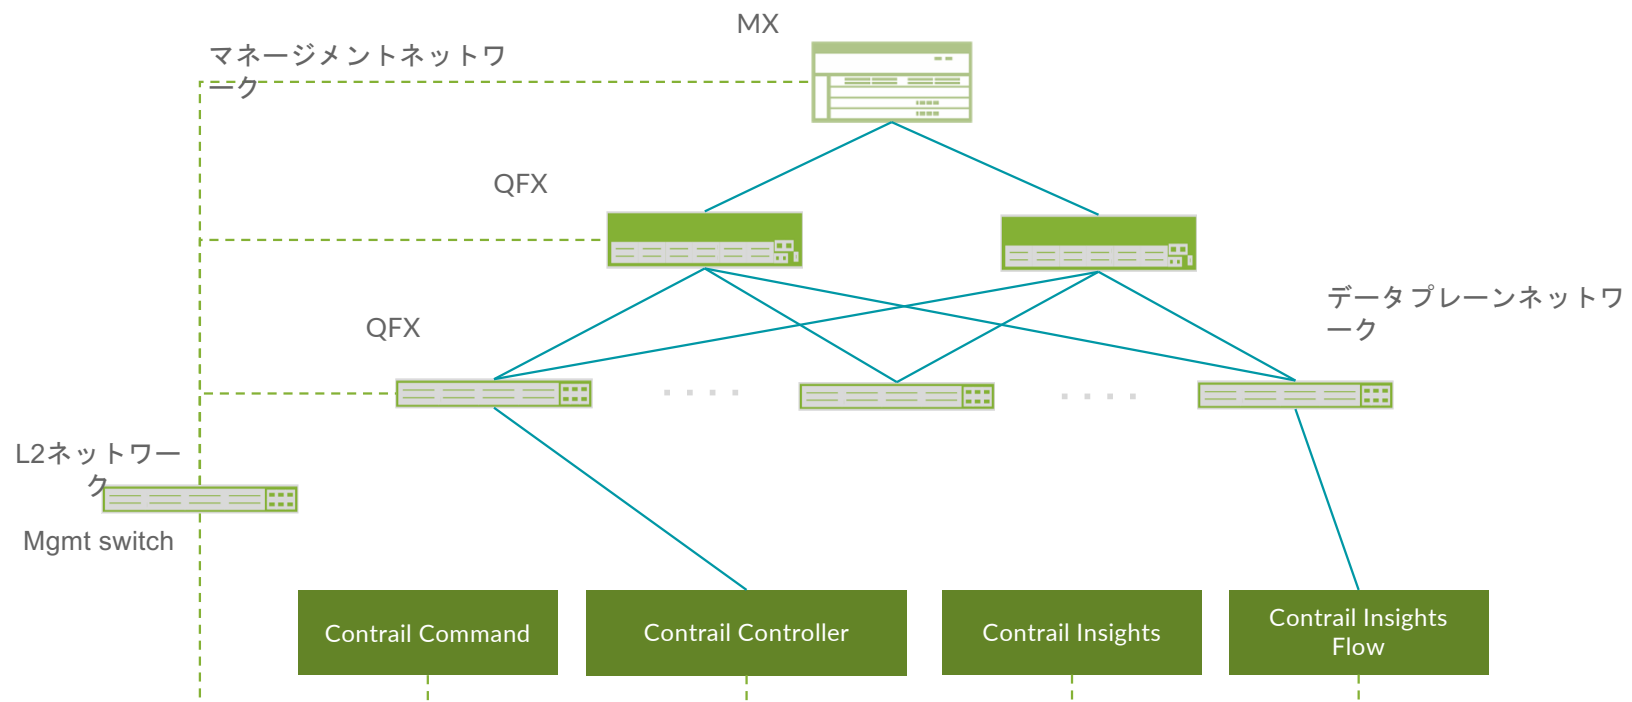 MX
マネージメントネットワ
ーク
QFX
データプレーンネットワ
ーク
QFX
L2ネットワー
ク
Mgmt switch
Contrail Command
Contrail Controller
Contrail Insights
Contrail Insights
Flow